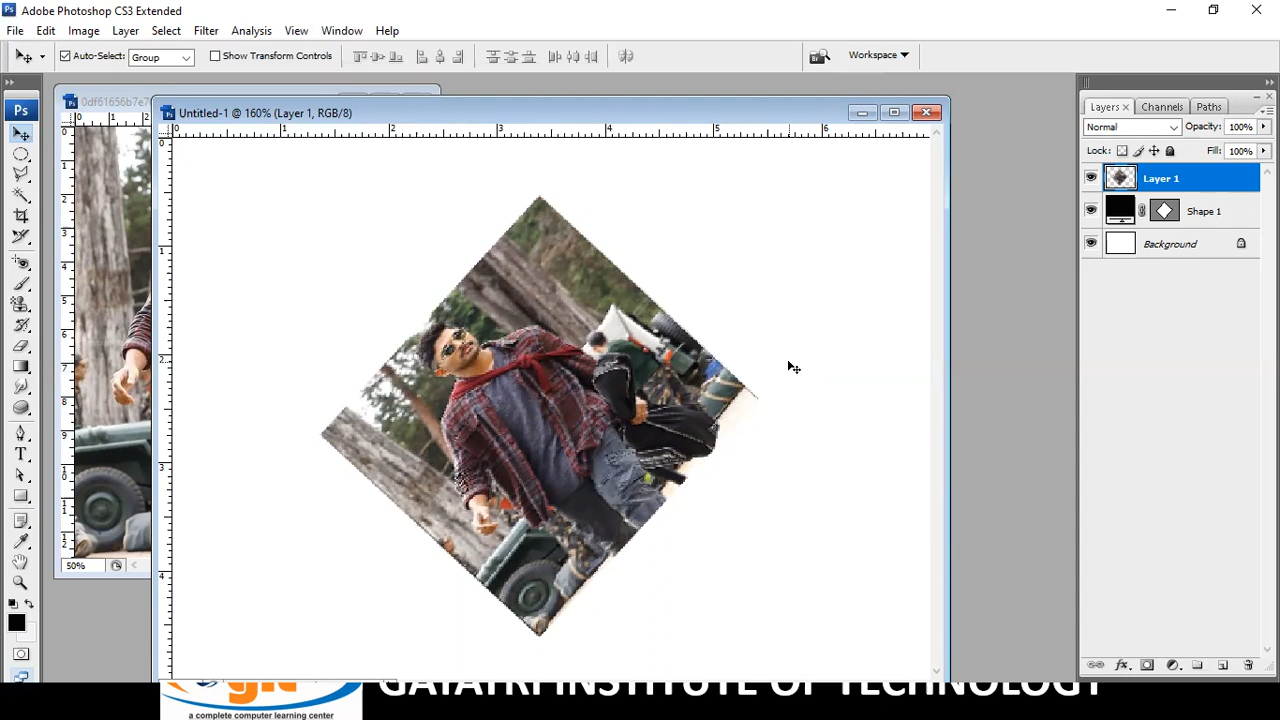 Adobe Photoshop CS3 Extended
File Edit Image Layer Select Filter Analysis View Window Help
Auto-Select: Group Show Transform Controls Workspace
Untitled-1 @ 160% (Layer 1, RGB/8)
Layers x Channels Paths
Normal Opacity: 100%
Lock: Fill: 100%
Layer 1
Shape 1
Background
50%
GAYATRI INSTITUTE OF TECHNOLOGY
a complete computer learning center